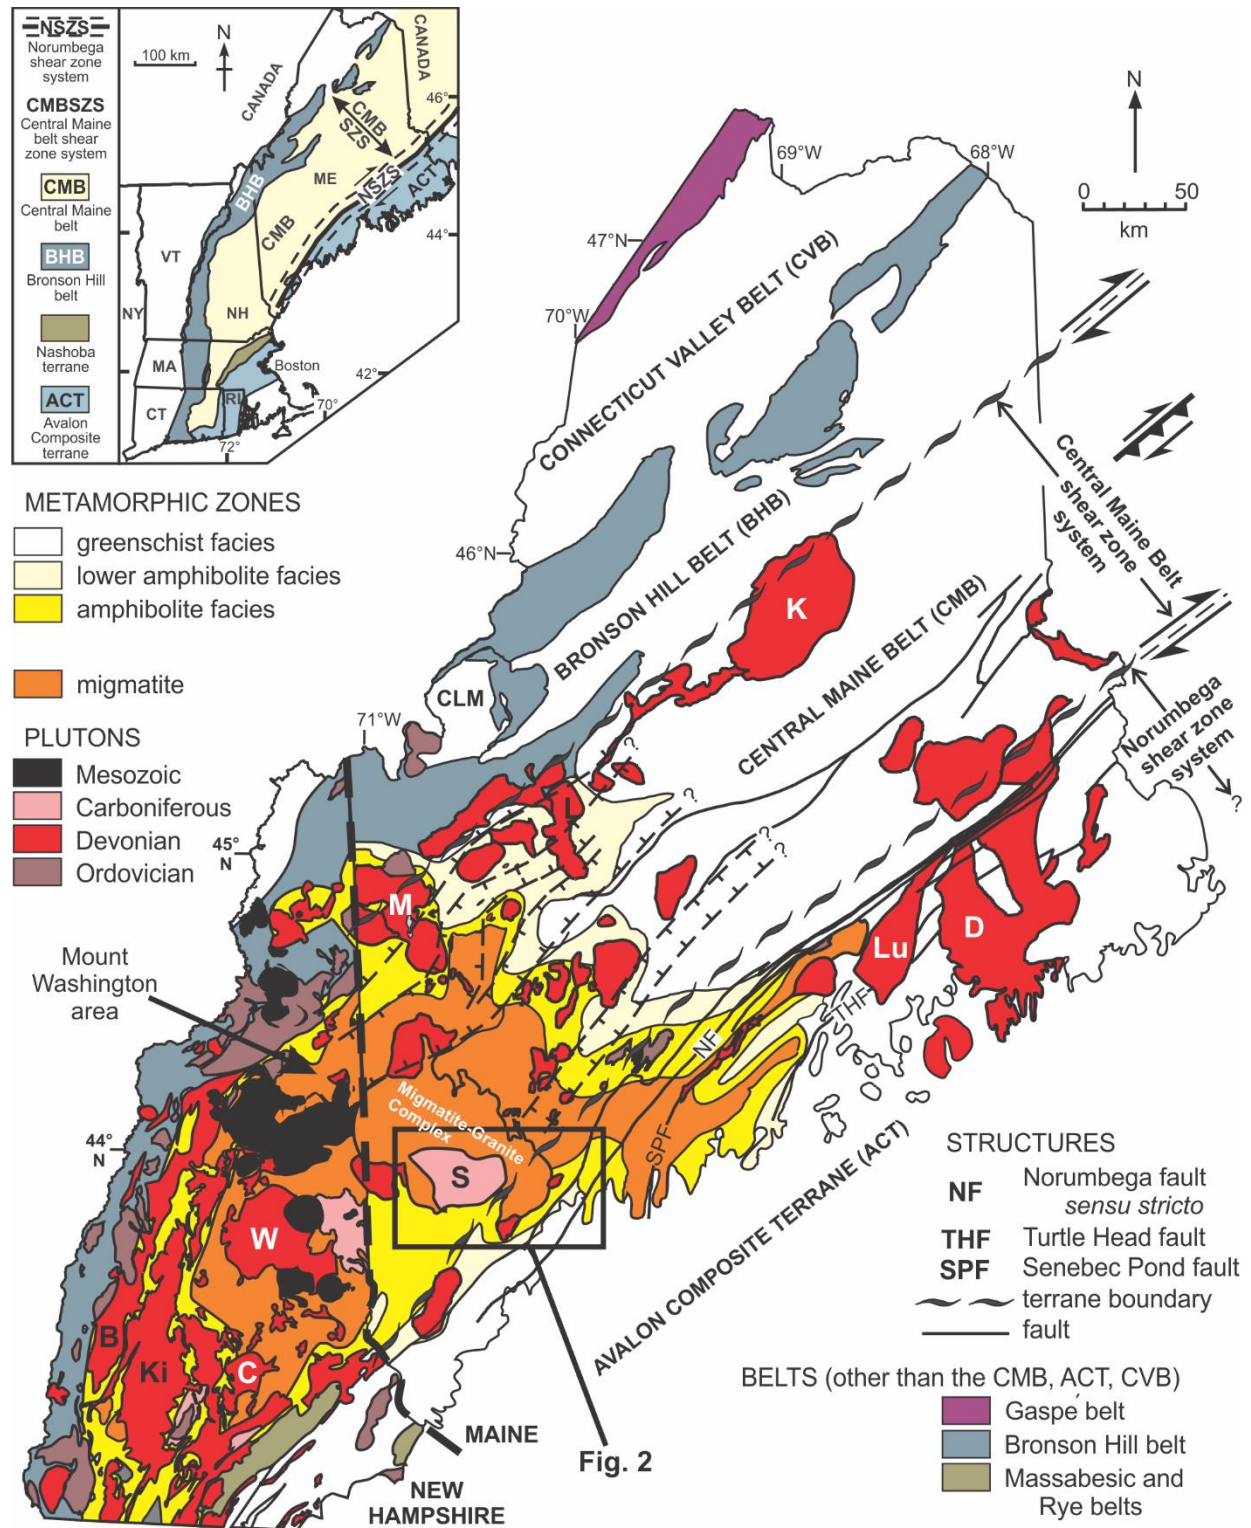 NSZS
Norumbega
shear zone
system
CMBSZS
Central Maine
belt shear
zone system
CMB
Central Maine
belt
BHB
Bronson Hill
belt
Nashoba
terrane
ACT
Avalon
Composite
terrane
100 km
N
CANADA
CANADA
46°
CMB
SZS
ME
NSZS
ACT
BHB
CMB
44°
VT
NY
NH
MA
Boston
42°
CT
RI
70°
72°
N
0
50
km
69°W
68°W
47°N
70°W
CONNECTICUT VALLEY BELT (CVB)
46°N
BRONSON HILL BELT (BHB)
Central Maine Belt
shear zone
system
K
CENTRAL MAINE BELT (CMB)
CLM
71°W
Norumbega
shear zone
system
?
?
?
?
?
METAMORPHIC ZONES
greenschist facies
lower amphibolite facies
amphibolite facies
migmatite
PLUTONS
Mesozoic
Carboniferous
Devonian
Ordovician
45°
N
L
M
Lu
D
THF
NF
SPF
Mount
Washington
area
Migmatite-Granite
Complex
44°
N
S
W
B
Ki
C
AVALON COMPOSITE TERRANE (ACT)
MAINE
NEW
HAMPSHIRE
Fig. 2
STRUCTURES
NF Norumbega fault
sensu stricto
THF Turtle Head fault
SPF Senebec Pond fault
terrane boundary
fault
BELTS (other than the CMB, ACT, CVB)
Gaspé belt
Bronson Hill belt
Massabesic and
Rye belts